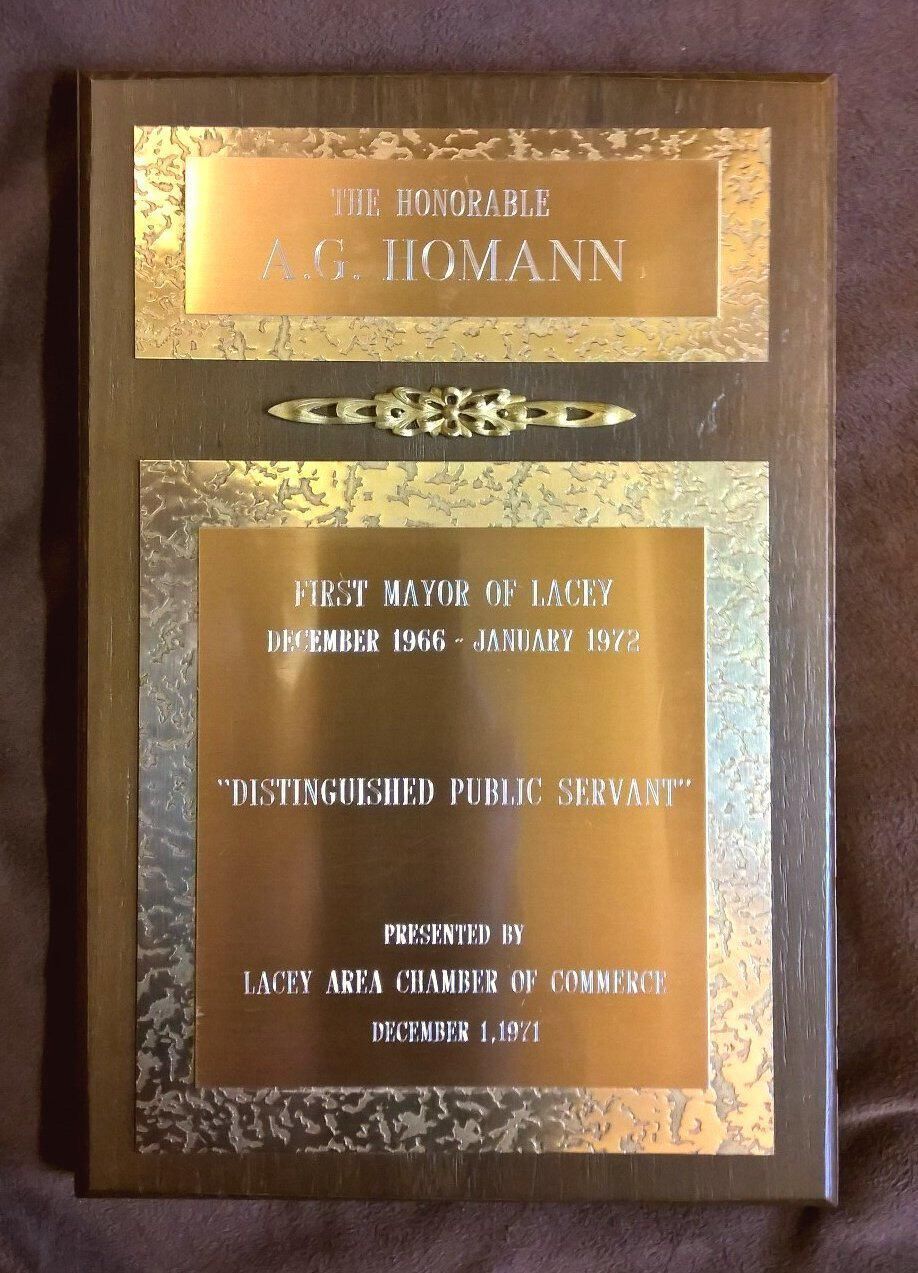 THE HONORABLE
A.G. HOMANN
FIRST MAYOR OF LACEY
DECEMBER 1966 - JANUARY 1972
"DISTINGUISHED PUBLIC SERVANT"
PRESENTED BY
LACEY AREA CHAMBER OF COMMERCE
DECEMBER 1,1971